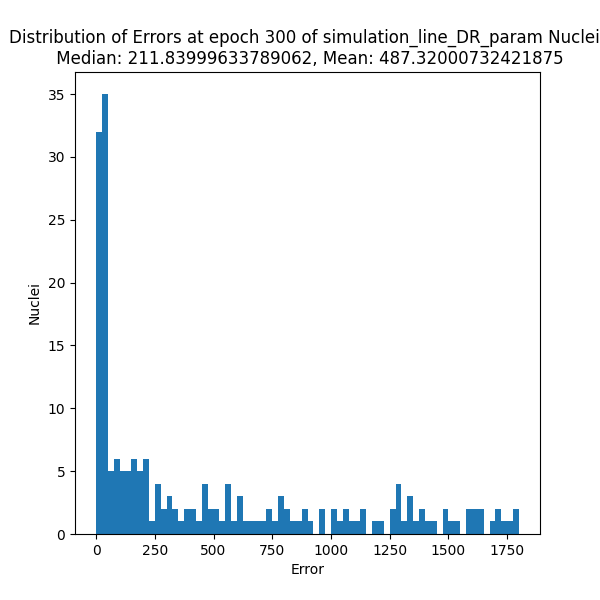 Distribution of Errors at epoch 300 of simulation_line_DR_param Nuclei
Median: 211.83999633789062, Mean: 487.32000732421875
35
30
25
20
15
10
5
0
Nuclei
0 250 500 750 1000 1250 1500 1750
Error